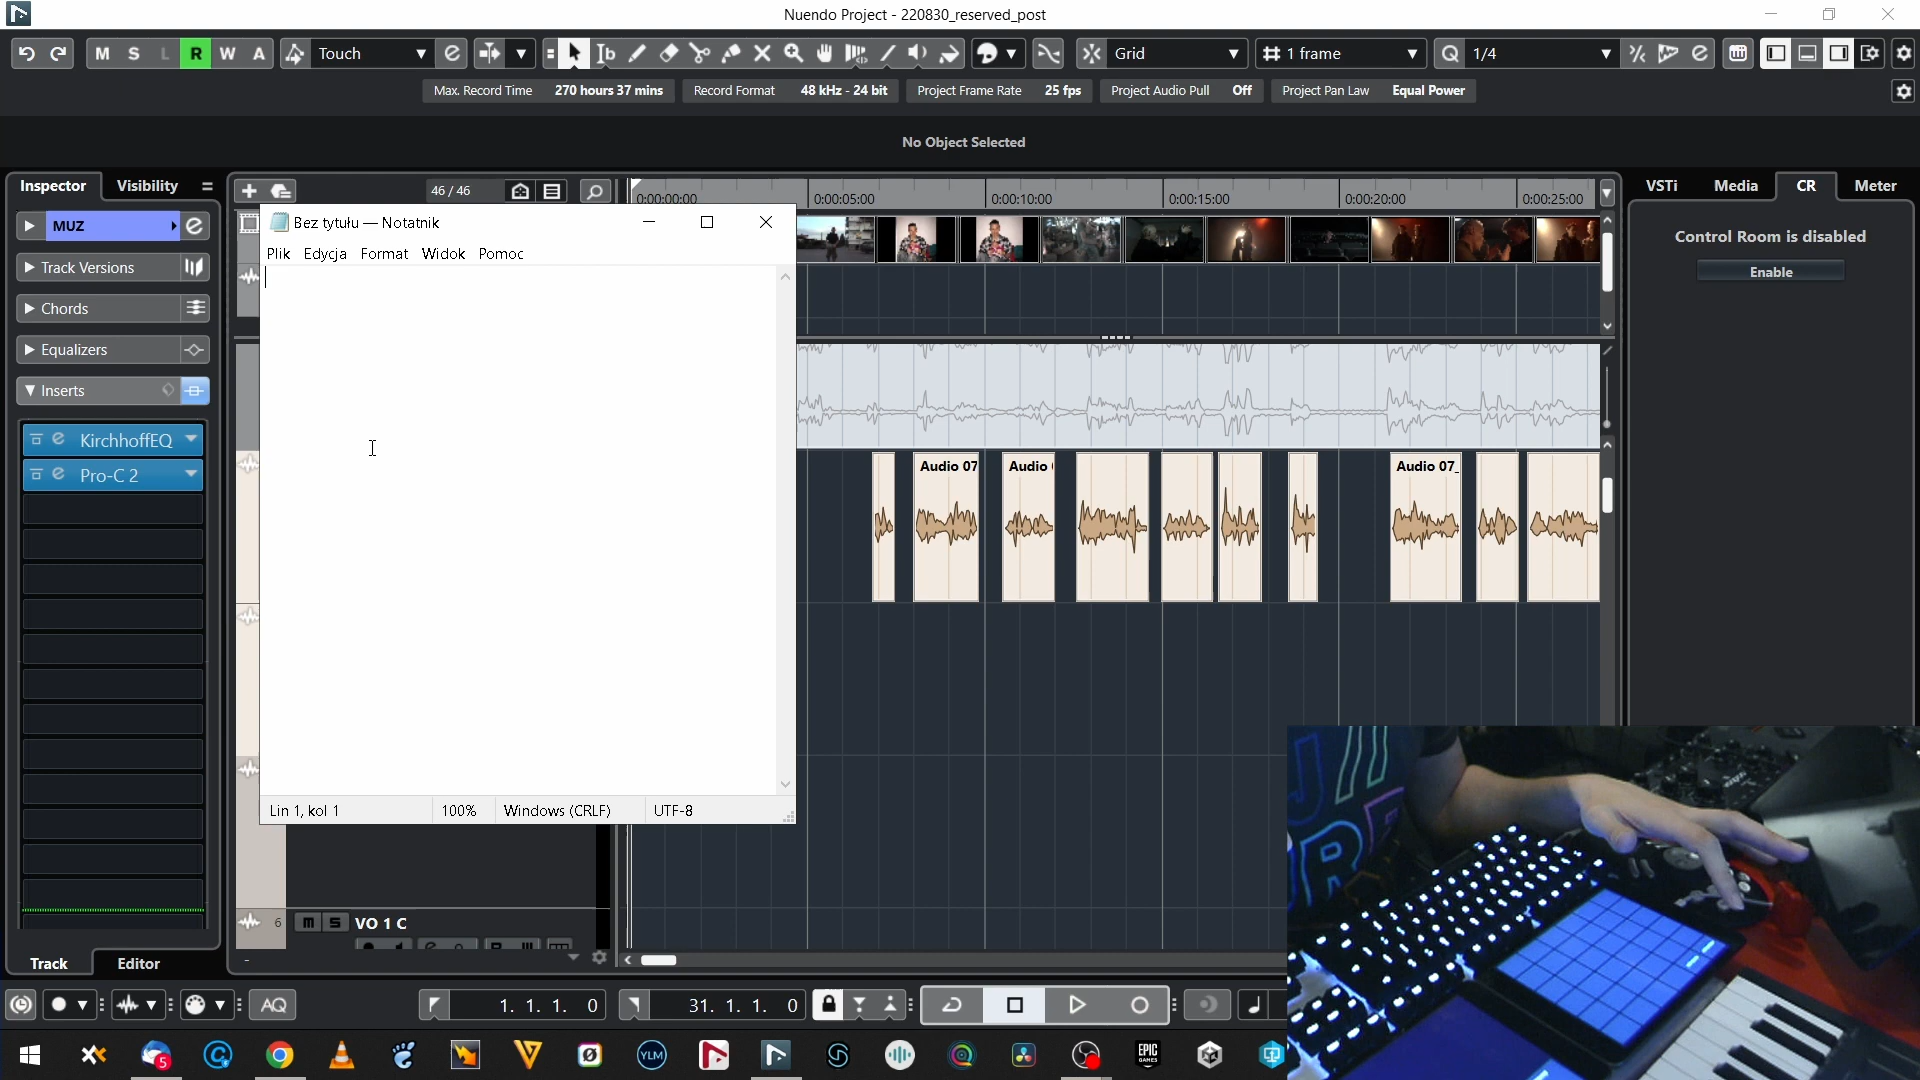 Nuendo Project - 220830_reserved_post
M S L R W A Touch Grid 1 frame Q 1/4
Max. Record Time 270 hours 37 mins Record Format 48 kHz - 24 bit Project Frame Rate 25 fps Project Audio Pull Off Project Pan Law Equal Power
No Object Selected
Inspector Visibility
46 / 46
0:00:00:00 0:00:05:00 0:00:10:00 0:00:15:00 0:00:20:00 0:00:25:00
VSTi Media CR Meter
MUZ
Track Versions
Chords
Equalizers
Inserts
KirchhoffEQ
Pro-C 2
Bez tytułu — Notatnik
Plik Edycja Format Widok Pomoc
Lin 1, kol 1 100% Windows (CRLF) UTF-8
Control Room is disabled
Enable
Audio 07 Audio Audio 07_
6 m S VO 1 C
Track Editor
AQ 1. 1. 1. 0 31. 1. 1. 0
5 YLM EPIC GAMES